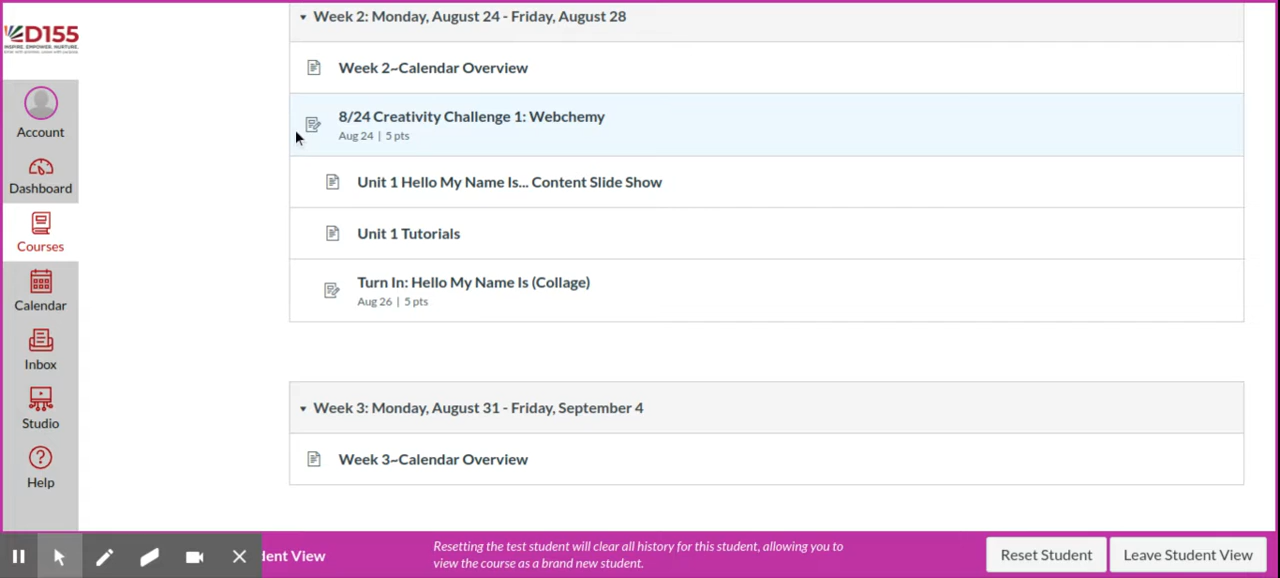 D155
INSPIRE. EMPOWER. NURTURE.
Account
Dashboard
Courses
Calendar
Inbox
Studio
Help
Week 2: Monday, August 24 - Friday, August 28
Week 2~Calendar Overview
8/24 Creativity Challenge 1: Webchemy
Aug 24 | 5 pts
Unit 1 Hello My Name Is... Content Slide Show
Unit 1 Tutorials
Turn In: Hello My Name Is (Collage)
Aug 26 | 5 pts
Week 3: Monday, August 31 - Friday, September 4
Week 3~Calendar Overview
dent View
Resetting the test student will clear all history for this student, allowing you to
view the course as a brand new student.
Reset Student
Leave Student View